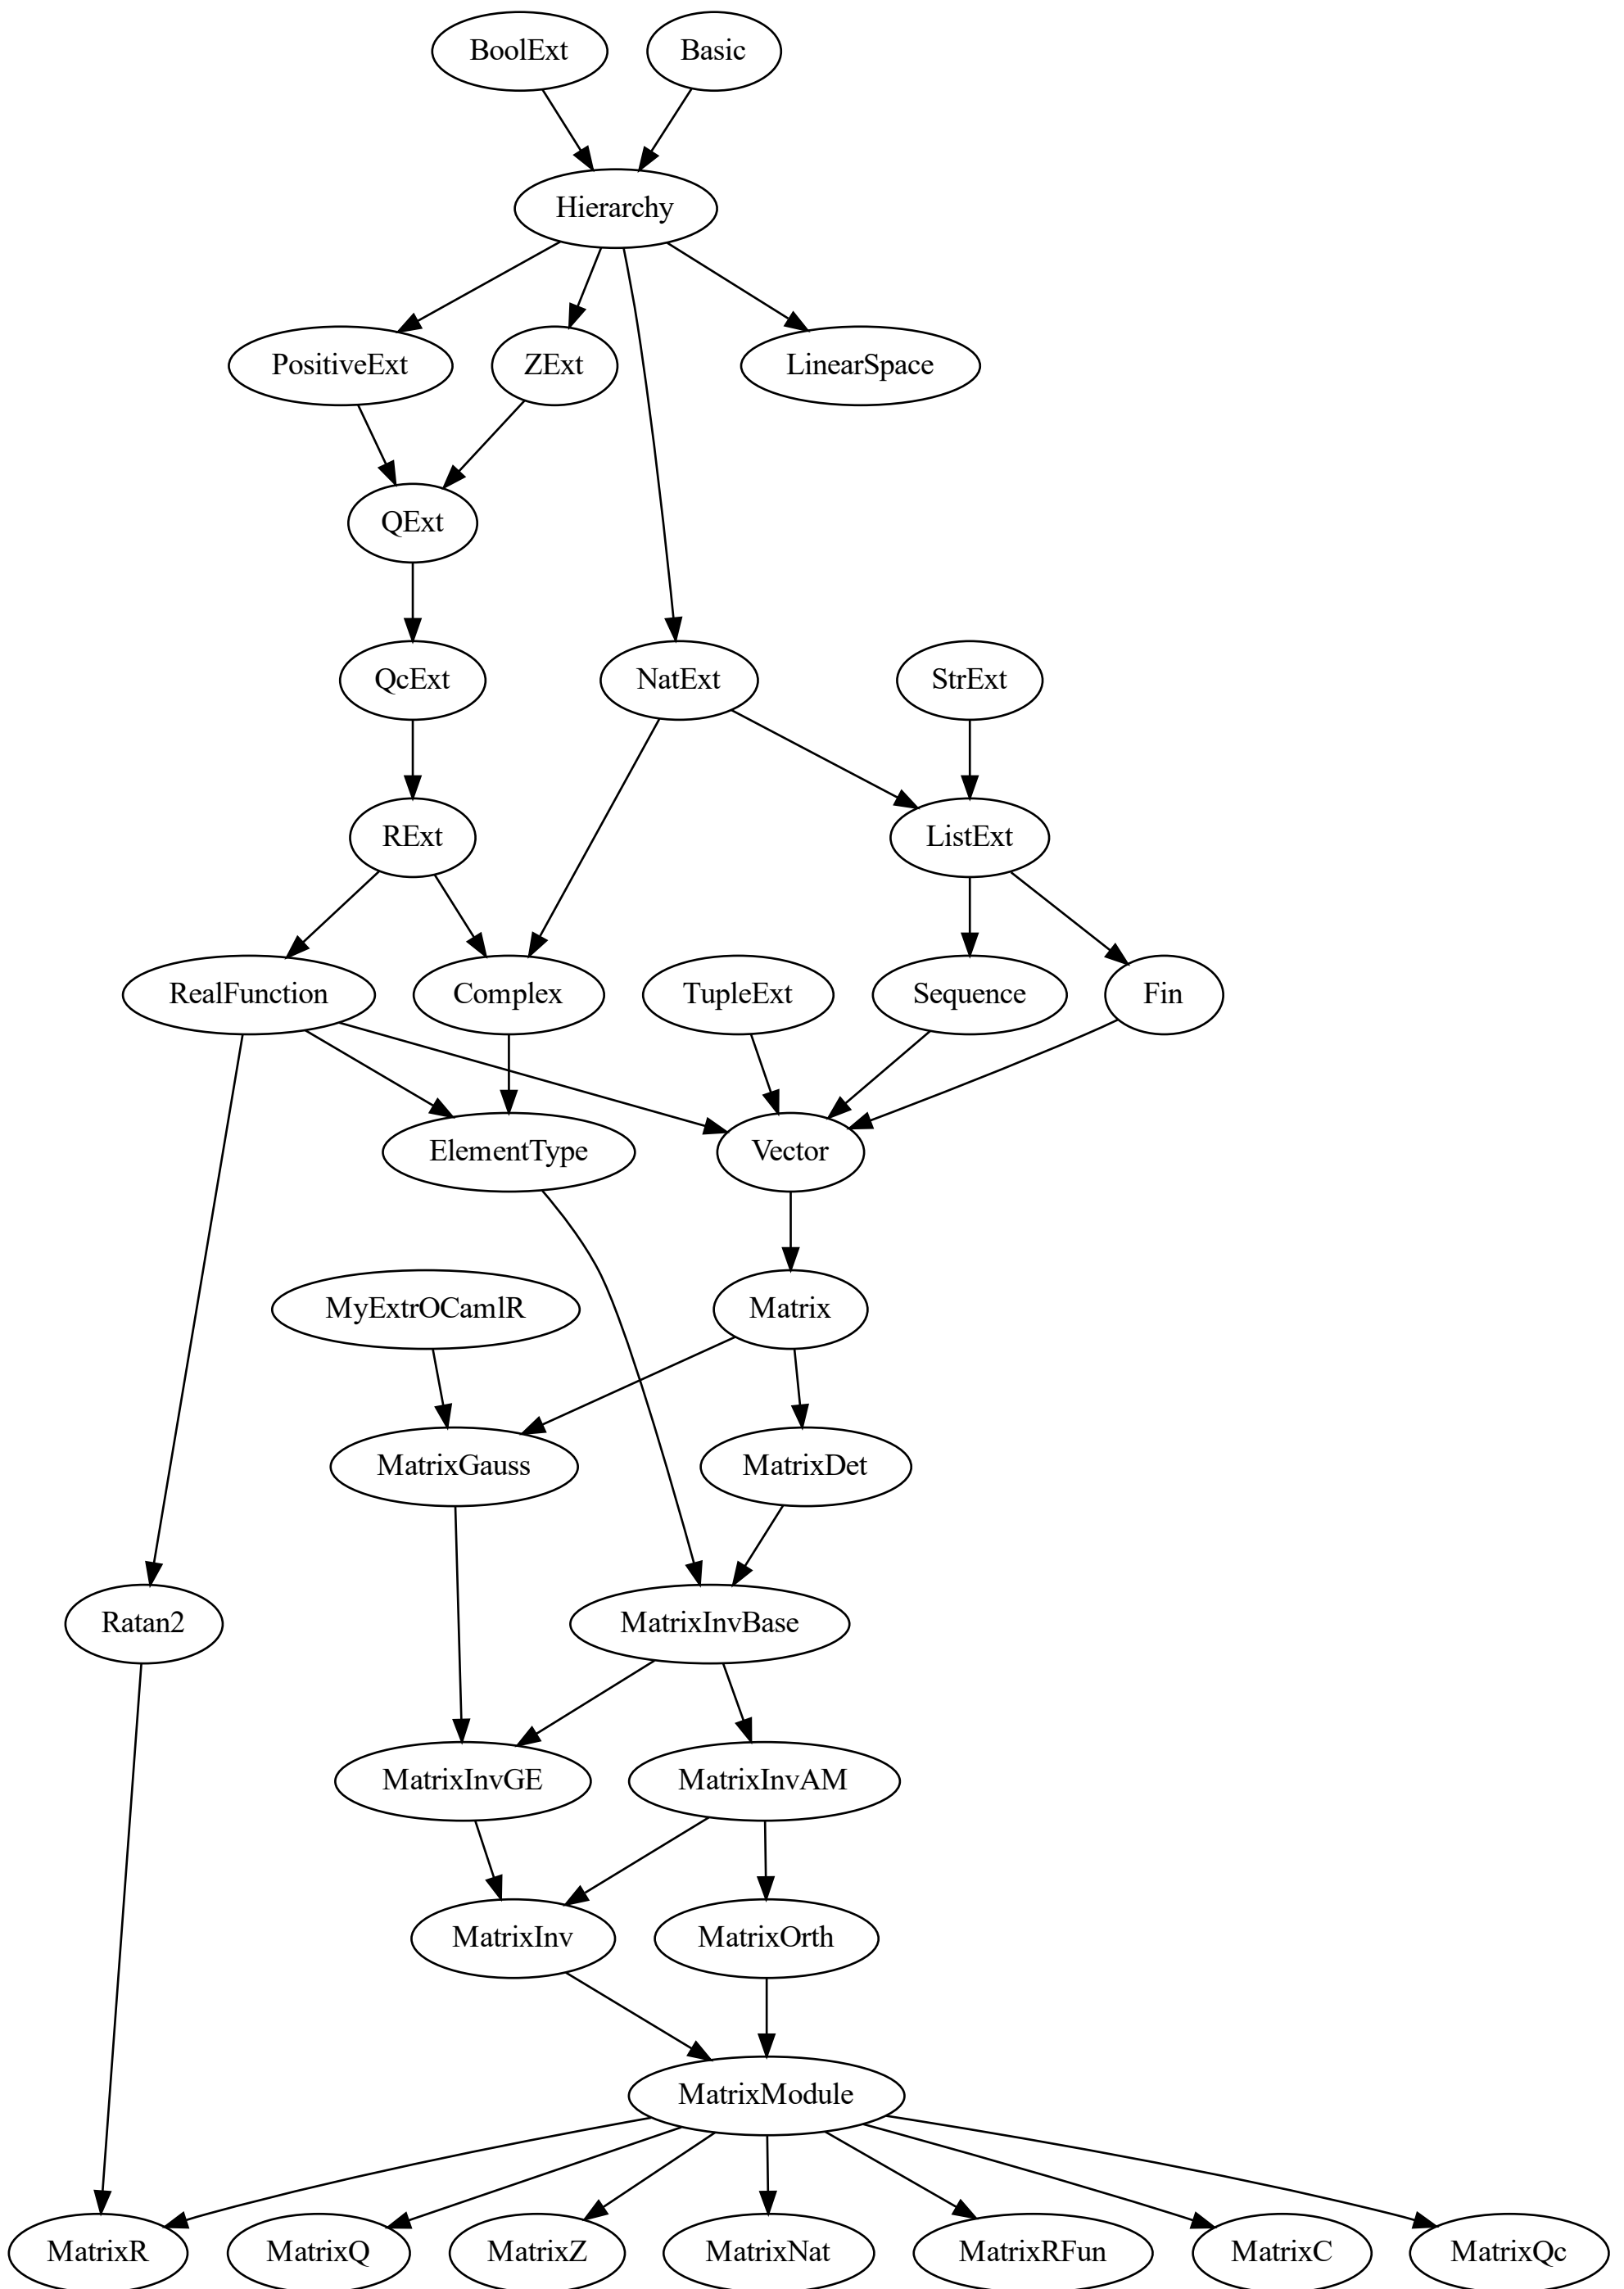 BoolExt
Basic
Hierarchy
PositiveExt
ZExt
LinearSpace
QExt
QcExt
NatExt
StrExt
RExt
ListExt
RealFunction
Complex
TupleExt
Sequence
Fin
ElementType
Vector
MyExtrOCamlR
Matrix
MatrixGauss
MatrixDet
Ratan2
MatrixInvBase
MatrixInvGE
MatrixInvAM
MatrixInv
MatrixOrth
MatrixModule
MatrixR
MatrixQ
MatrixZ
MatrixNat
MatrixRFun
MatrixC
MatrixQc